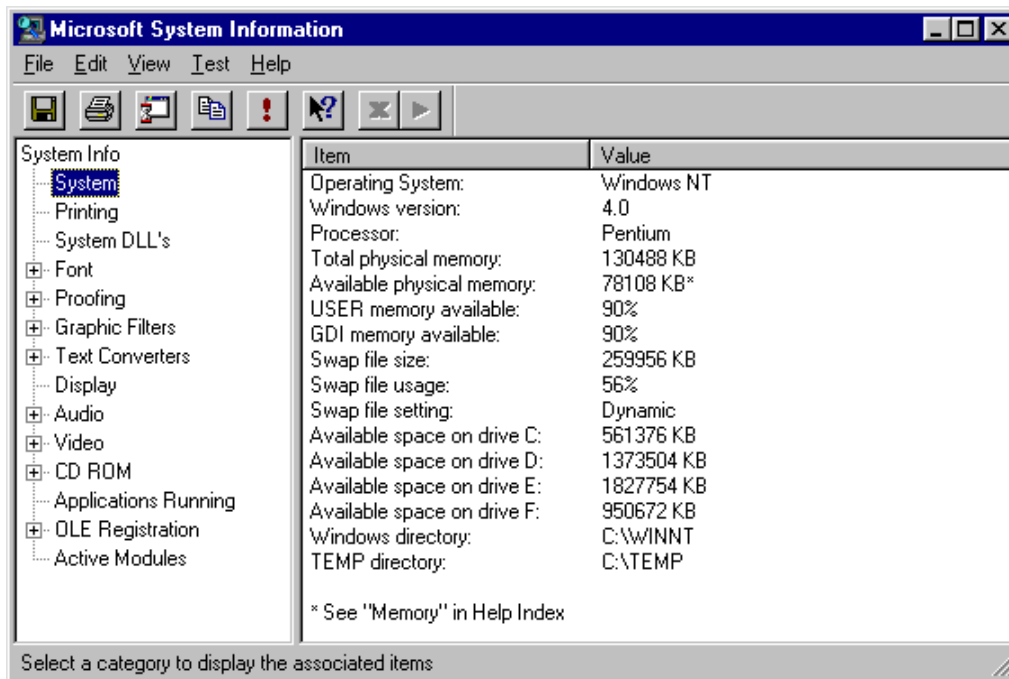 Microsoft System Information
File Edit View Test Help
System Info
System
Printing
System DLL's
Font
Proofing
Graphic Filters
Text Converters
Display
Audio
Video
CD ROM
Applications Running
OLE Registration
Active Modules
Item Value
Operating System: Windows NT
Windows version: 4.0
Processor: Pentium
Total physical memory: 130488 KB
Available physical memory: 78108 KB*
USER memory available: 90%
GDI memory available: 90%
Swap file size: 259956 KB
Swap file usage: 56%
Swap file setting: Dynamic
Available space on drive C: 561376 KB
Available space on drive D: 1373504 KB
Available space on drive E: 1827754 KB
Available space on drive F: 950672 KB
Windows directory: C:\WINNT
TEMP directory: C:\TEMP
* See "Memory" in Help Index
Select a category to display the associated items